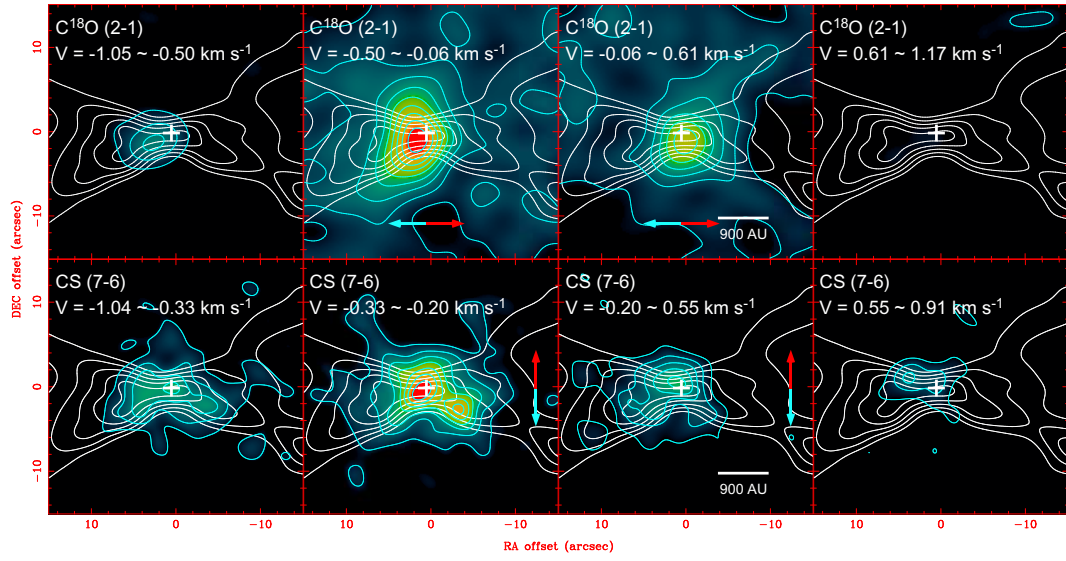 C¹⁸O (2-1)
V = -1.05 ~ -0.50 km s⁻¹
C¹⁸O (2-1)
V = -0.50 ~ -0.06 km s⁻¹
C¹⁸O (2-1)
V = -0.06 ~ 0.61 km s⁻¹
C¹⁸O (2-1)
V = 0.61 ~ 1.17 km s⁻¹
10
0
−10
900 AU
DEC offset (arcsec)
CS (7-6)
V = -1.04 ~ -0.33 km s⁻¹
CS (7-6)
V = -0.33 ~ -0.20 km s⁻¹
CS (7-6)
V = -0.20 ~ 0.55 km s⁻¹
CS (7-6)
V = 0.55 ~ 0.91 km s⁻¹
10
0
−10
900 AU
10 0 −10 10 0 −10 10 0 −10 10 0 −10
RA offset (arcsec)